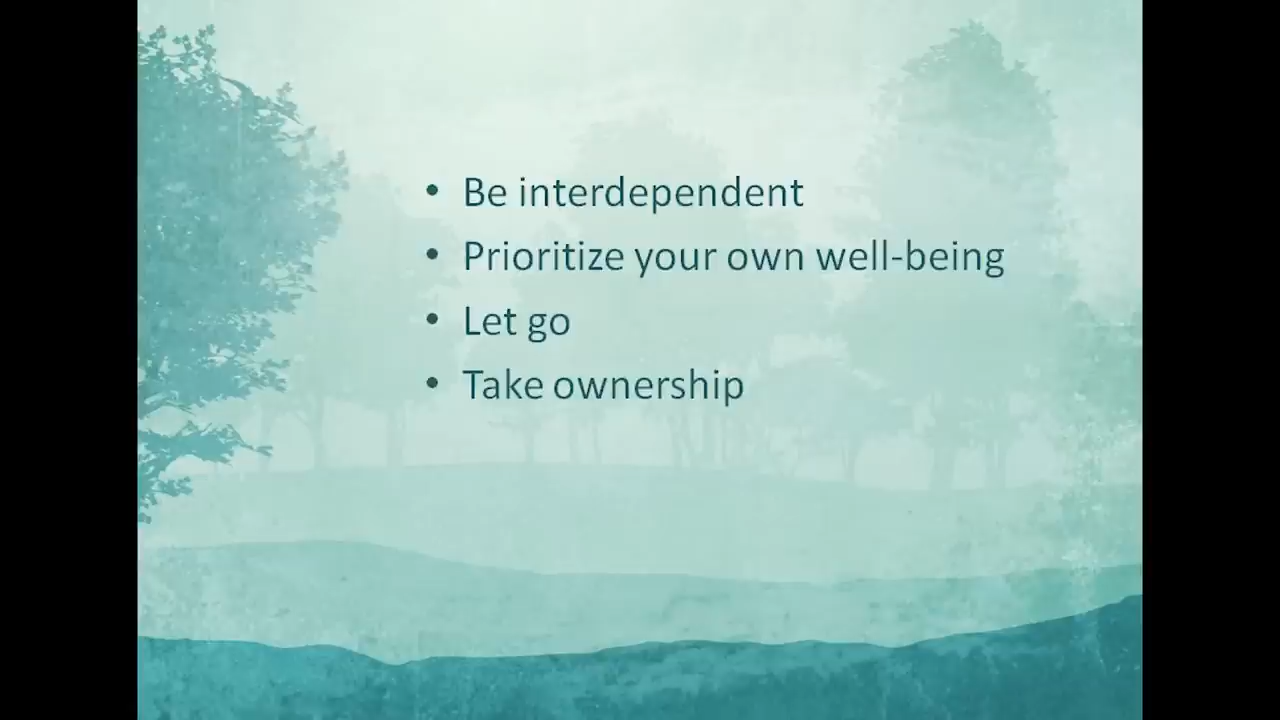 • Be interdependent
• Prioritize your own well-being
• Let go
• Take ownership